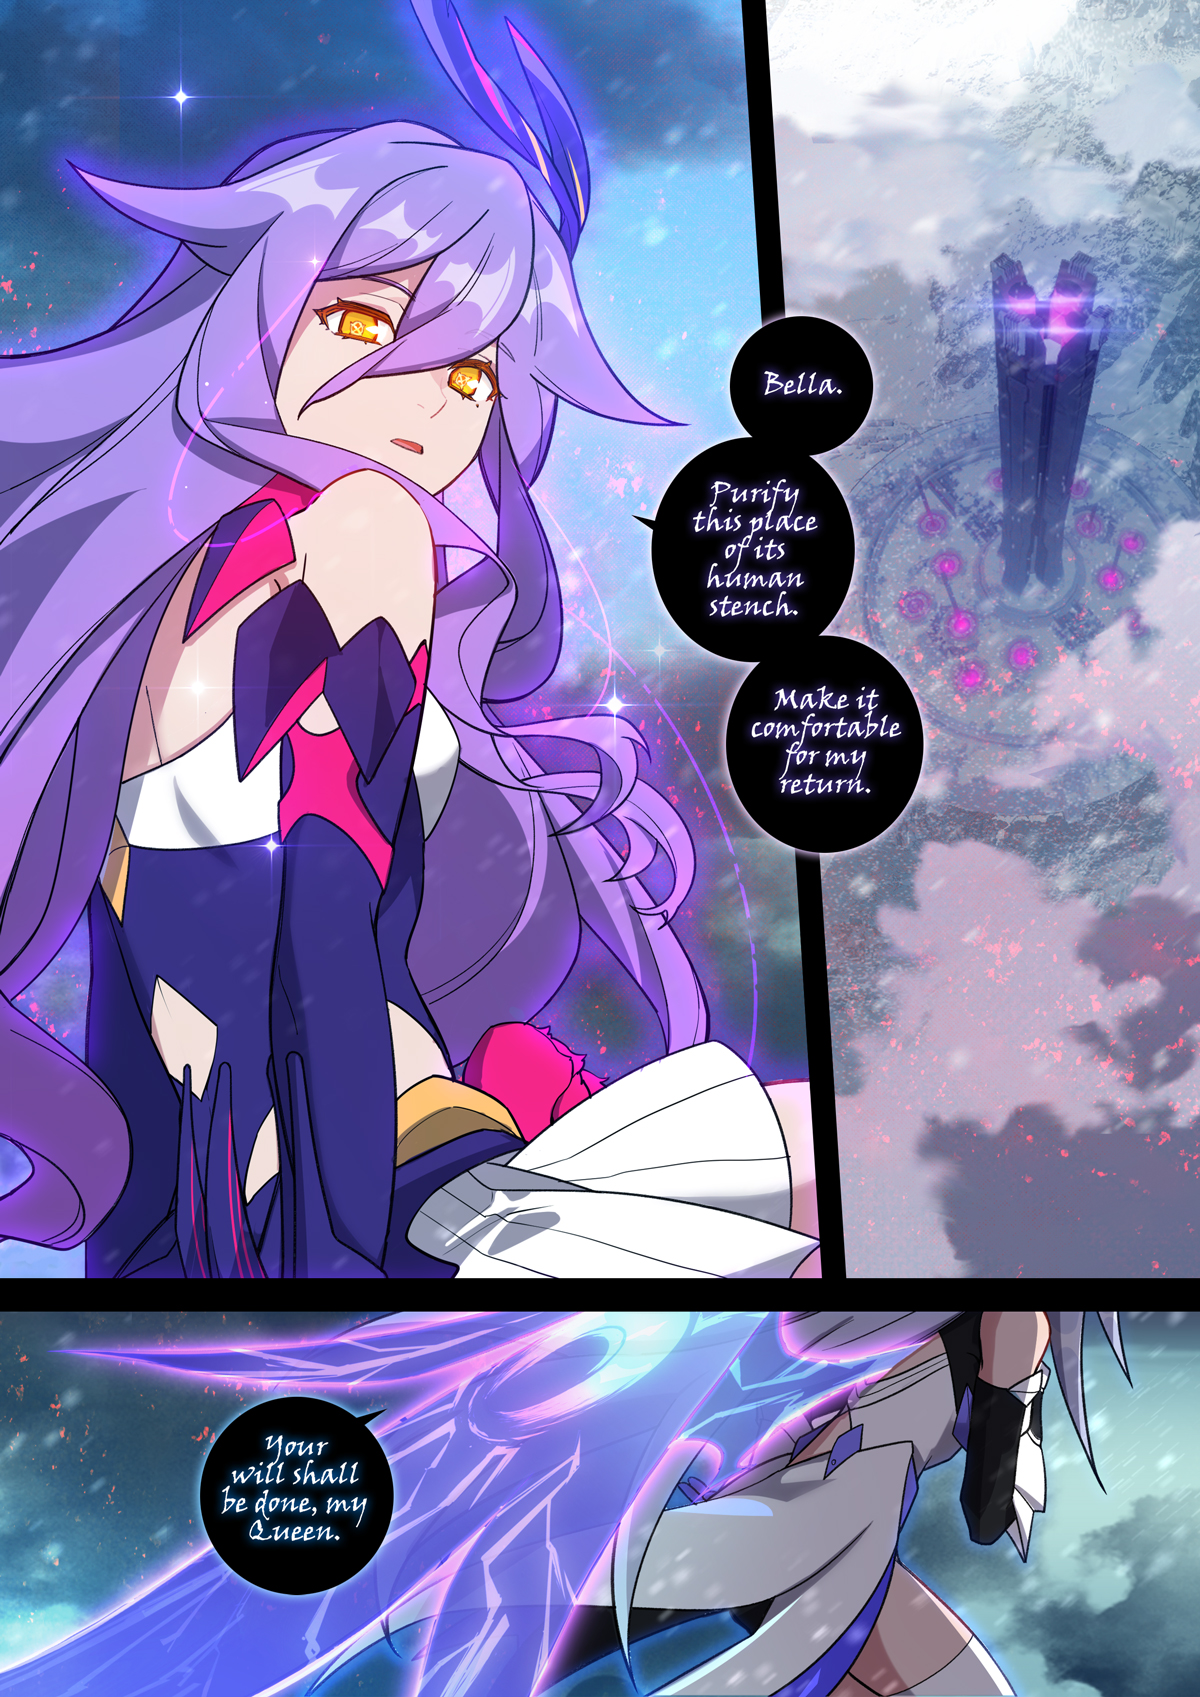 Bella.
Purify
this place
of its
human
stench.
Make it
comfortable
for my
return.
Your
will shall
be done, my
Queen.